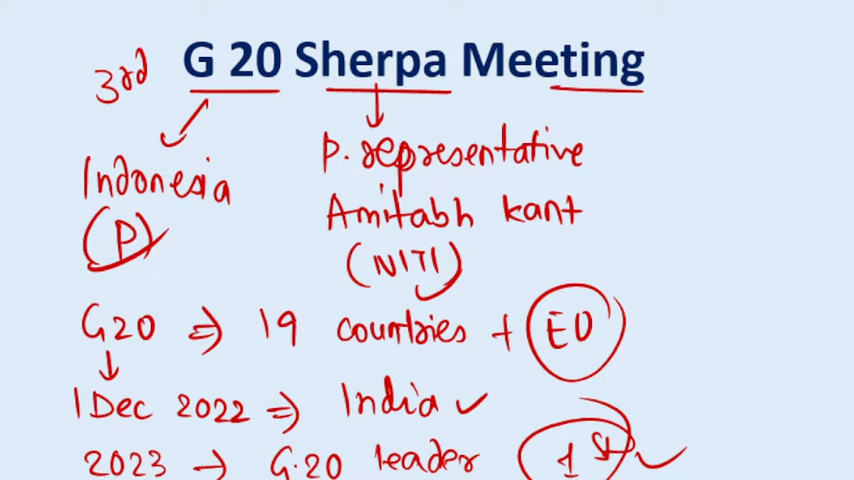 3rd G 20 Sherpa Meeting
Indonesia P. representative
(P) Amitabh kant
(NITI)
G20 ⇒ 19 countries + EU
1 Dec 2022 ⇒ India ✓
2023 → G.20 leader 1st ✓